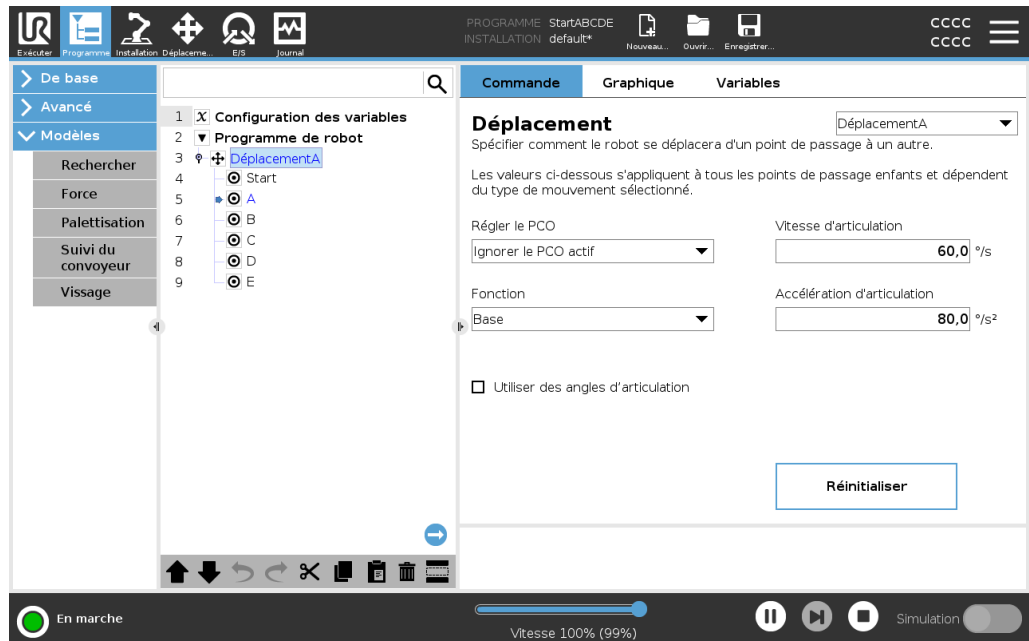 UR
PROGRAMME StartABCDE
INSTALLATION default*
Nouveau...
Ouvrir...
Enregistrer...
cccc
cccc
Exécuter
Programme
Installation
Déplaceme...
E/S
Journal
De base
Avancé
Modèles
Rechercher
Force
Palettisation
Suivi du
convoyeur
Vissage
1 X Configuration des variables
2 Programme de robot
3 DéplacementA
4 Start
5 A
6 B
7 C
8 D
9 E
Commande Graphique Variables
Déplacement
DéplacementA
Spécifier comment le robot se déplacera d'un point de passage à un autre.
Les valeurs ci-dessous s'appliquent à tous les points de passage enfants et dépendent
du type de mouvement sélectionné.
Régler le PCO
Vitesse d'articulation
Ignorer le PCO actif
60,0 °/s
Fonction
Accélération d'articulation
Base
80,0 °/s²
Utiliser des angles d'articulation
Réinitialiser
En marche
Vitesse 100% (99%)
Simulation